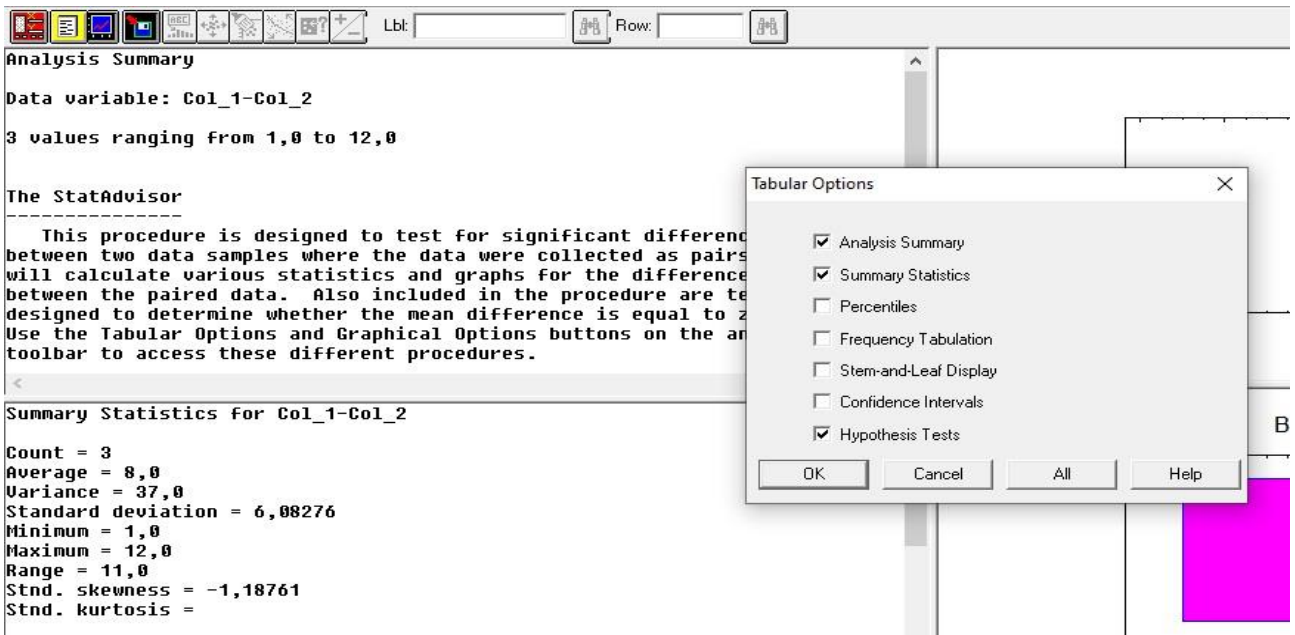 Lbl: Row:
Analysis Summary
Data variable: Col_1-Col_2
3 values ranging from 1,0 to 12,0
The StatAdvisor
---------------
This procedure is designed to test for significant differenc
between two data samples where the data were collected as pairs
will calculate various statistics and graphs for the difference
between the paired data.  Also included in the procedure are te
designed to determine whether the mean difference is equal to z
Use the Tabular Options and Graphical Options buttons on the an
toolbar to access these different procedures.
Summary Statistics for Col_1-Col_2
Count = 3
Average = 8,0
Variance = 37,0
Standard deviation = 6,08276
Minimum = 1,0
Maximum = 12,0
Range = 11,0
Stnd. skewness = -1,18761
Stnd. kurtosis =
Tabular Options
Analysis Summary
Summary Statistics
Percentiles
Frequency Tabulation
Stem-and-Leaf Display
Confidence Intervals
Hypothesis Tests
OK Cancel All Help
B